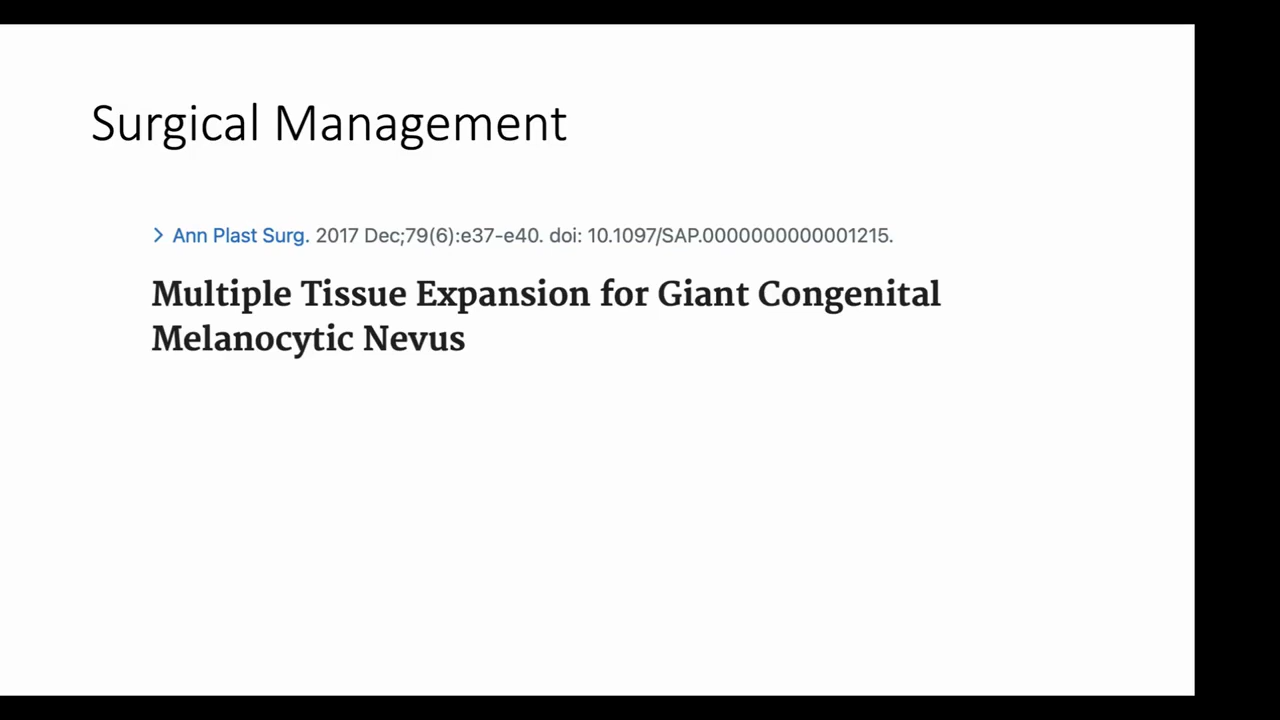 Surgical Management
> Ann Plast Surg. 2017 Dec;79(6):e37-e40. doi: 10.1097/SAP.0000000000001215.
Multiple Tissue Expansion for Giant Congenital
Melanocytic Nevus